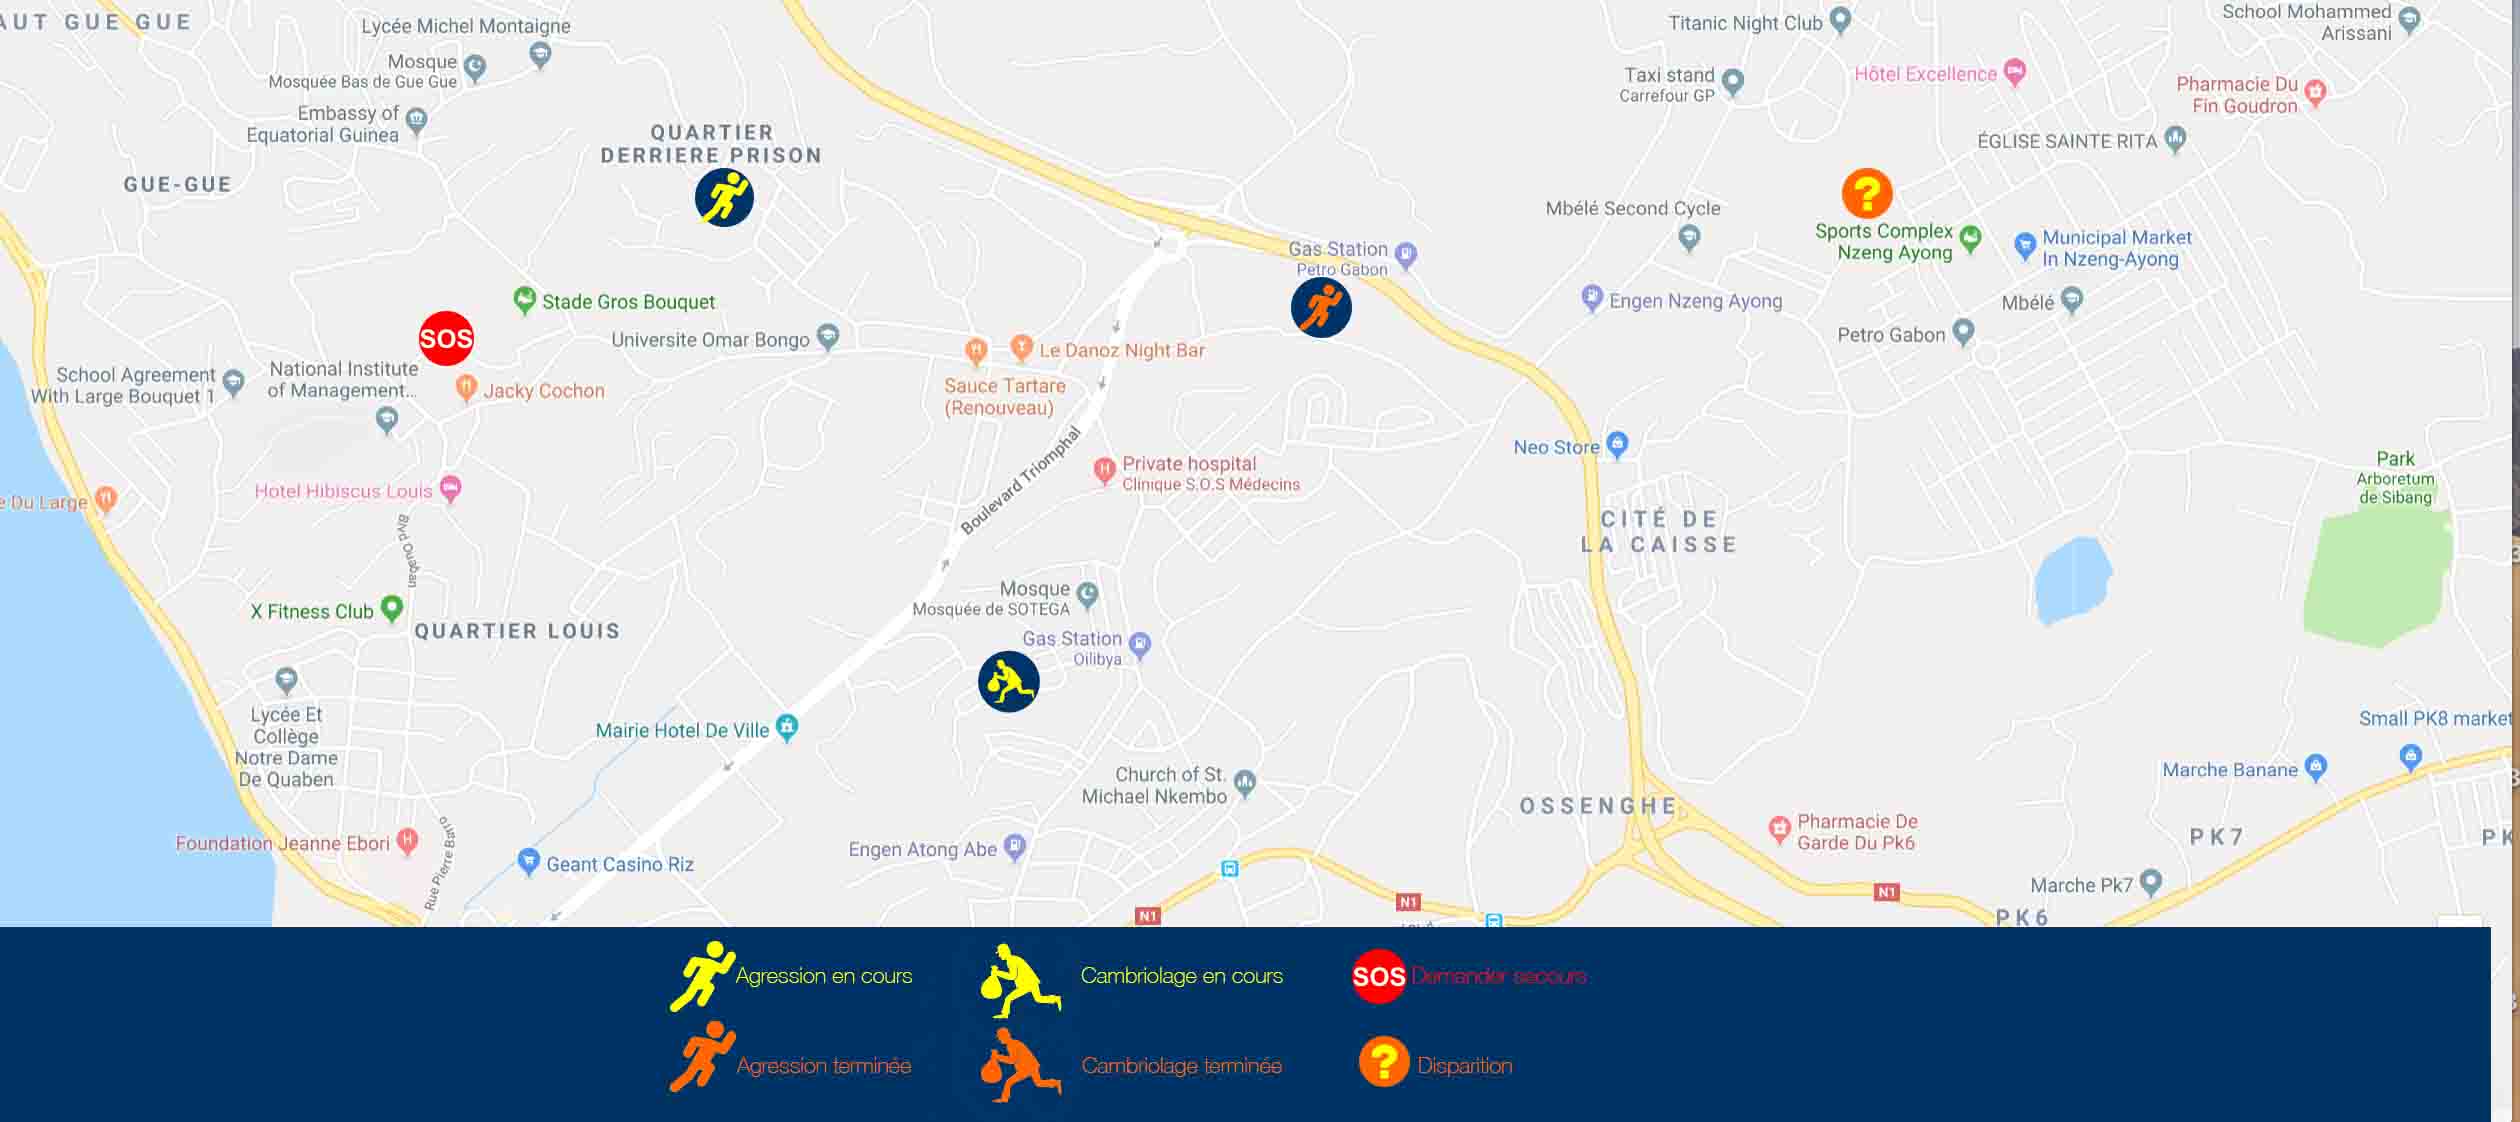 AUT GUE GUE
Lycée Michel Montaigne
Titanic Night Club
School Mohammed
Arissani
Mosque
Mosquée Bas de Gue Gue
Taxi stand
Carrefour GP
Hôtel Excellence
Pharmacie Du
Fin Goudron
Embassy of
Equatorial Guinea
QUARTIER
DERRIERE PRISON
ÉGLISE SAINTE RITA
GUE-GUE
Mbélé Second Cycle
?
Sports Complex
Nzeng Ayong
Municipal Market
In Nzeng-Ayong
Gas Station
Petro Gabon
Stade Gros Bouquet
Engen Nzeng Ayong
Mbélé
SOS
Universite Omar Bongo
Petro Gabon
Le Danoz Night Bar
National Institute
of Management...
School Agreement
With Large Bouquet 1
Jacky Cochon
Sauce Tartare
(Renouveau)
Boulevard Triomphal
Neo Store
Private hospital
Clinique S.O.S Médecins
Park
Arboretum
de Sibang
Hotel Hibiscus Louis
e Du Large
Blvd Ouaban
CITÉ DE
LA CAISSE
Mosque
Mosquée de SOTEGA
X Fitness Club
QUARTIER LOUIS
Gas Station
Oilibya
Lycée Et
Collège
Notre Dame
De Quaben
Mairie Hotel De Ville
Small PK8 market
Marche Banane
Church of St.
Michael Nkembo
OSSENGHE
Pharmacie De
Garde Du Pk6
PK7
PK
Foundation Jeanne Ebori
Rue Pierre Barro
Engen Atong Abe
Geant Casino Riz
Marche Pk7
N1
N1
N1
PK6
Agression en cours
Cambriolage en cours
SOS Demander secours
Agression terminée
Cambriolage terminée
? Disparition